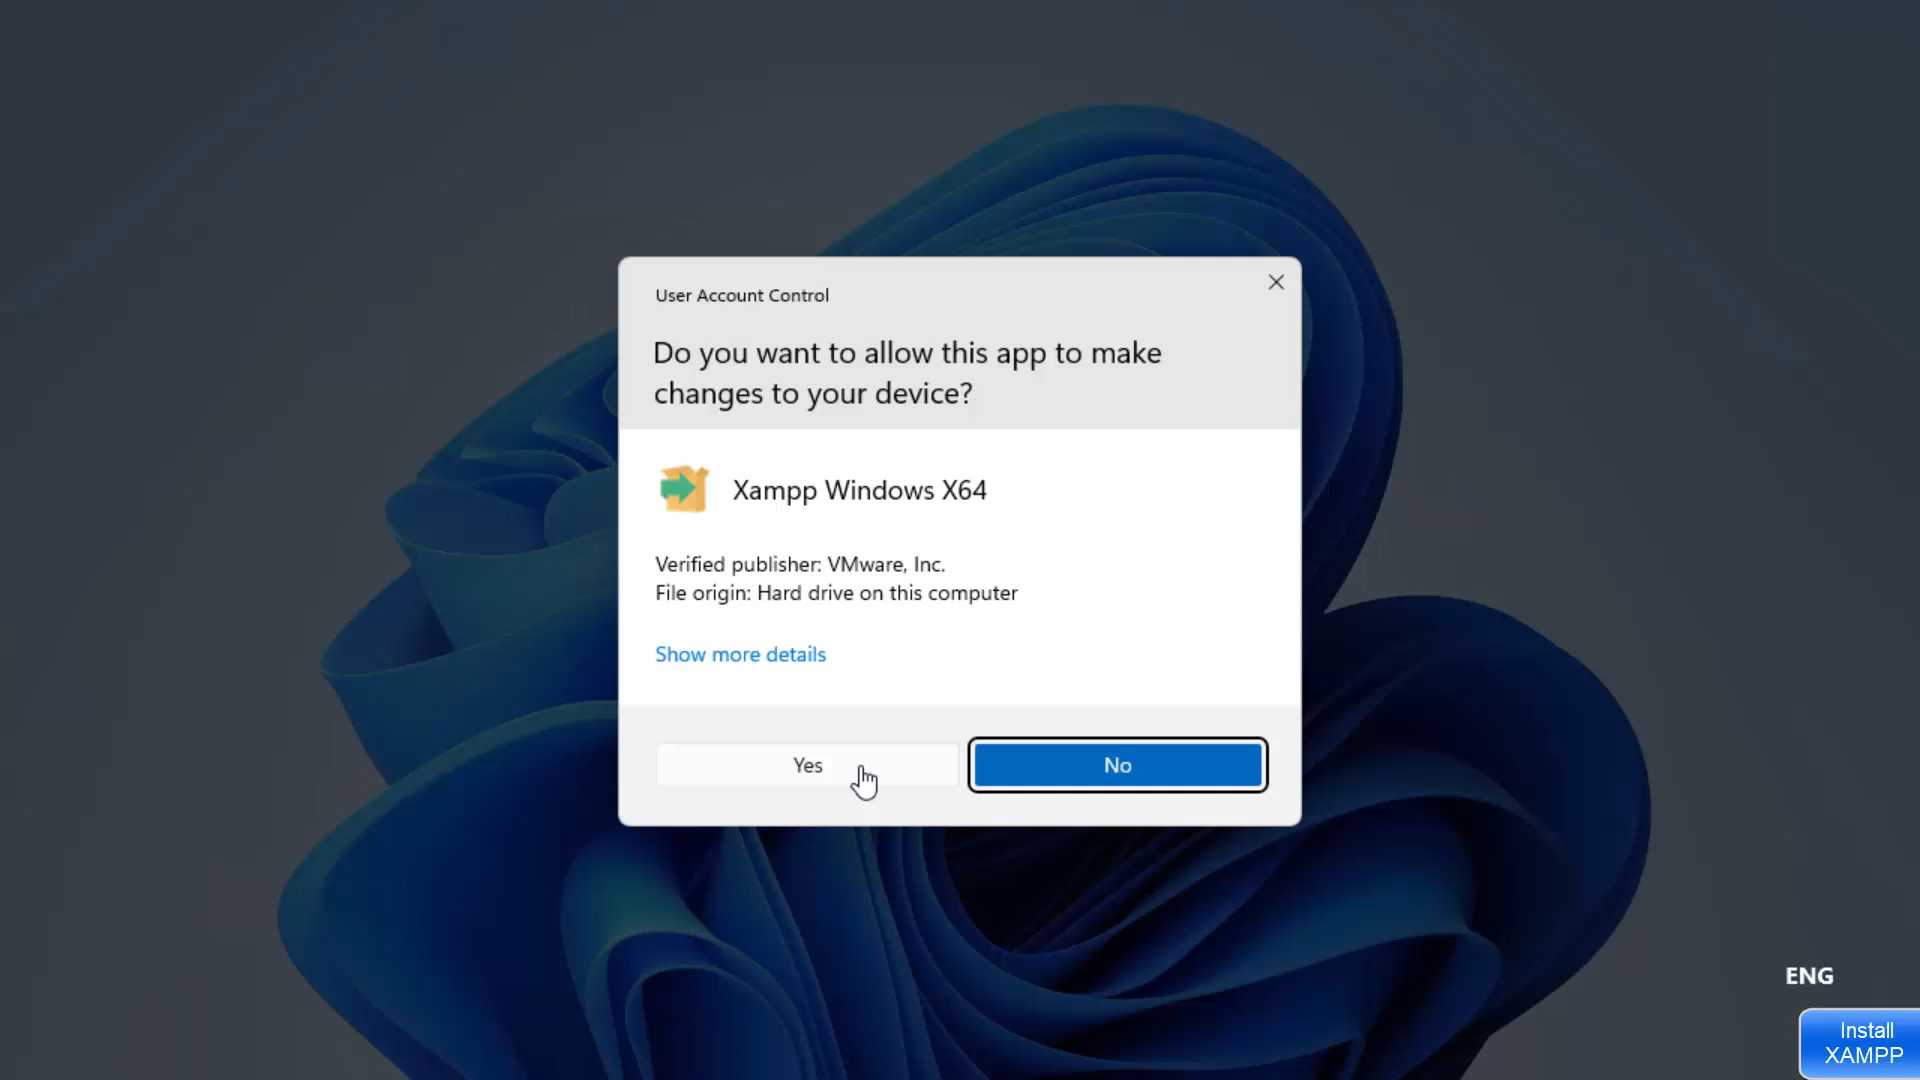 User Account Control
Do you want to allow this app to make
changes to your device?
Xampp Windows X64
Verified publisher: VMware, Inc.
File origin: Hard drive on this computer
Show more details
Yes
No
ENG
Install
XAMPP